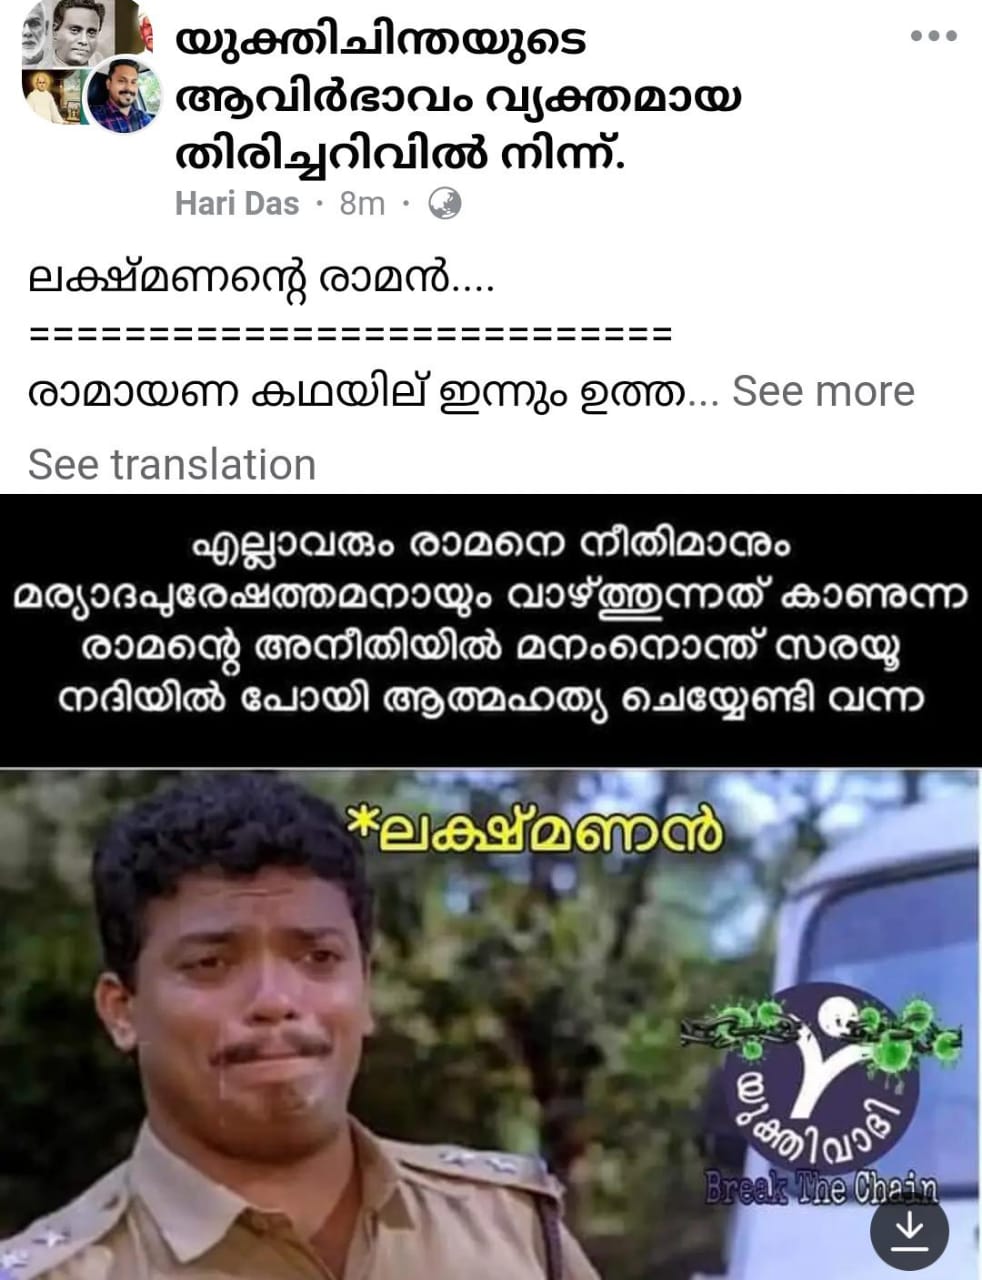 യുക്തിചിന്തയുടെ
ആവിർഭാവം വ്യക്തമായ
തിരിച്ചറിവിൽ നിന്ന്.
Hari Das · 8m ·
ലക്ഷ്മണന്റെ രാമൻ....
===========================
രാമായണ കഥയില് ഇന്നും ഉത്ത... See more
See translation
എല്ലാവരും രാമനെ നീതിമാനും
മര്യാദപുരേഷത്തമനായും വാഴ്ത്തുന്നത് കാണുന്ന
രാമന്റെ അനീതിയിൽ മനംനൊന്ത് സരയൂ
നദിയിൽ പോയി ആത്മഹത്യ ചെയ്യേണ്ടി വന്ന
*ലക്ഷ്മണൻ
യുക്തിവാദി
Break The Chain